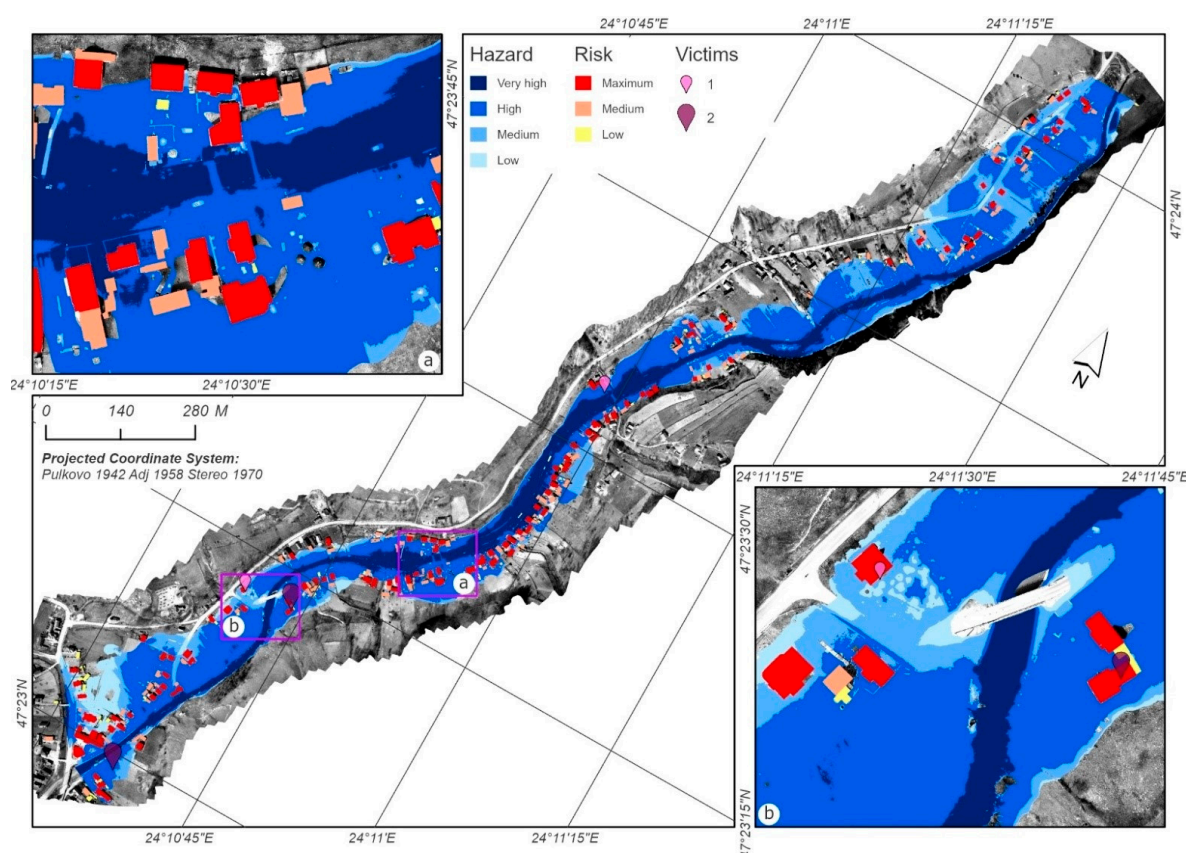 24°10'45"E
24°11'E
24°11'15"E
47°23'45"N
Hazard
Very high
High
Medium
Low
Risk
Maximum
Medium
Low
Victims
1
2
47°24'N
a
24°10'15"E
24°10'30"E
0 140 280 M
Projected Coordinate System:
Pulkovo 1942 Adj 1958 Stereo 1970
N
24°11'15"E
24°11'30"E
24°11'45"E
47°23'30"N
a
b
47°23'N
47°23'15"N
b
24°10'45"E
24°11'E
24°11'15"E